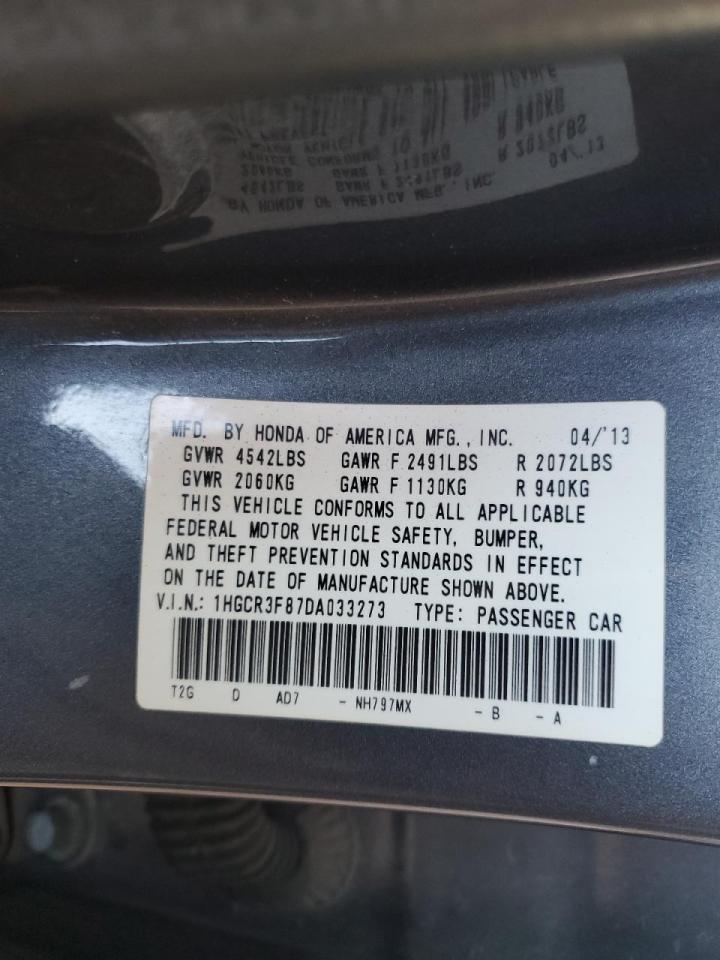 MFD. BY HONDA OF AMERICA MFG., INC. 04/'13
GVWR 4542LBS GAWR F 2491LBS R 2072LBS
GVWR 2060KG GAWR F 1130KG R 940KG
THIS VEHICLE CONFORMS TO ALL APPLICABLE
FEDERAL MOTOR VEHICLE SAFETY, BUMPER,
AND THEFT PREVENTION STANDARDS IN EFFECT
ON THE DATE OF MANUFACTURE SHOWN ABOVE.
V.I.N.: 1HGCR3F87DA033273 TYPE: PASSENGER CAR
T2G D AD7 - NH797MX - B - A